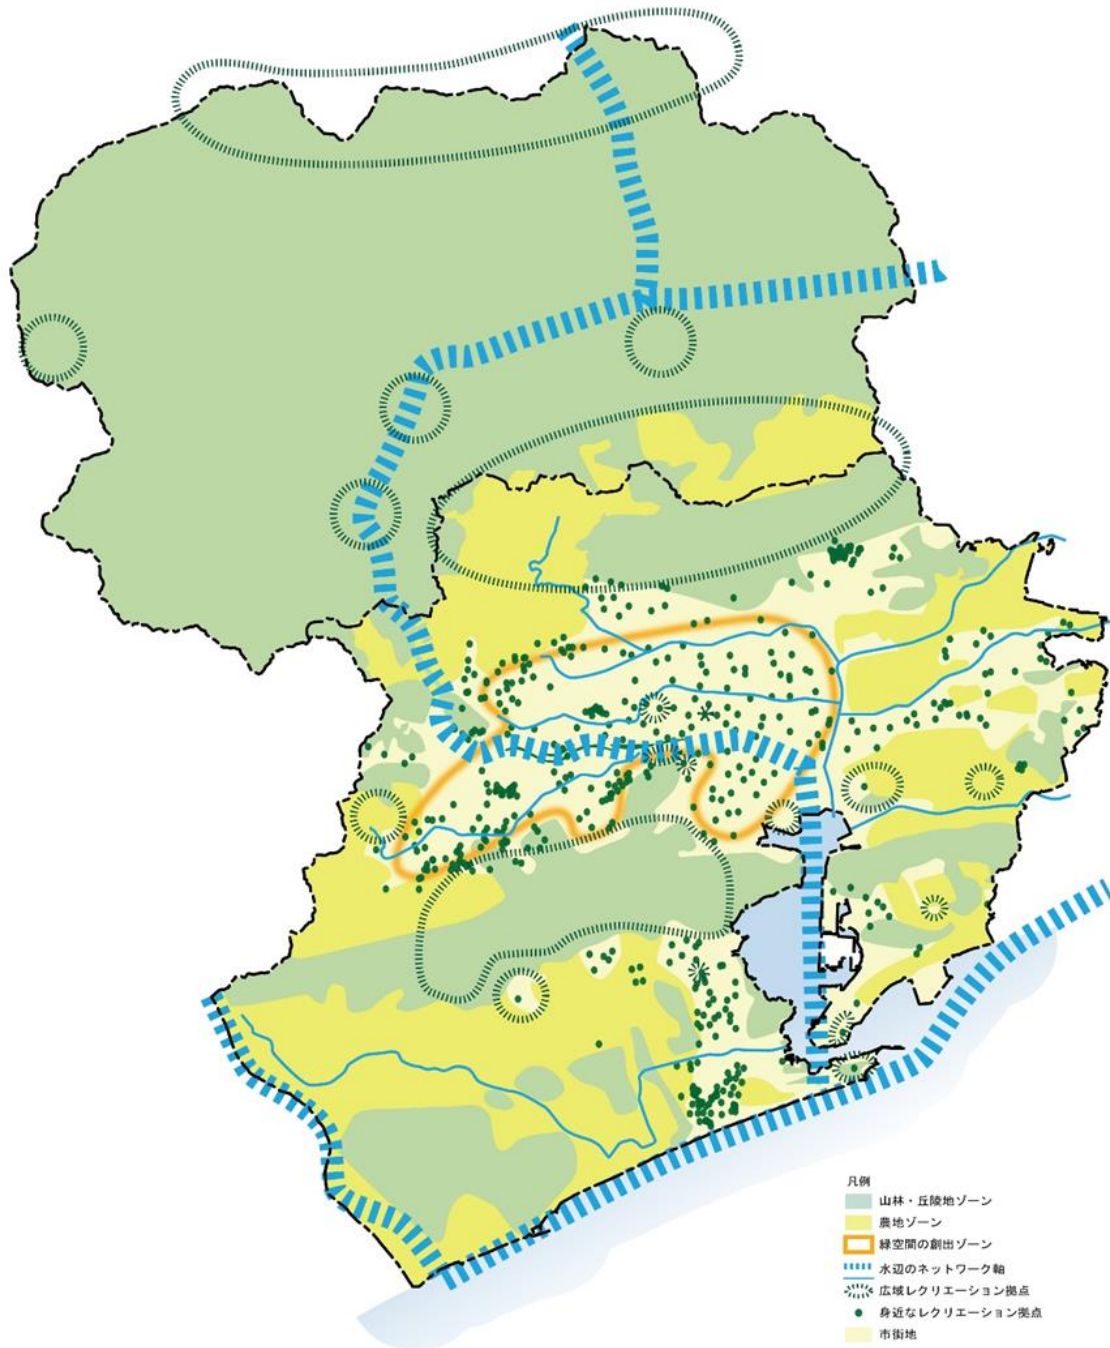 凡例
山林・丘陵地ゾーン
農地ゾーン
緑空間の創出ゾーン
水辺のネットワーク軸
広域レクリエーション拠点
身近なレクリエーション拠点
市街地